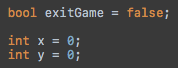 bool exitGame = false;
int x = 0;
int y = 0;